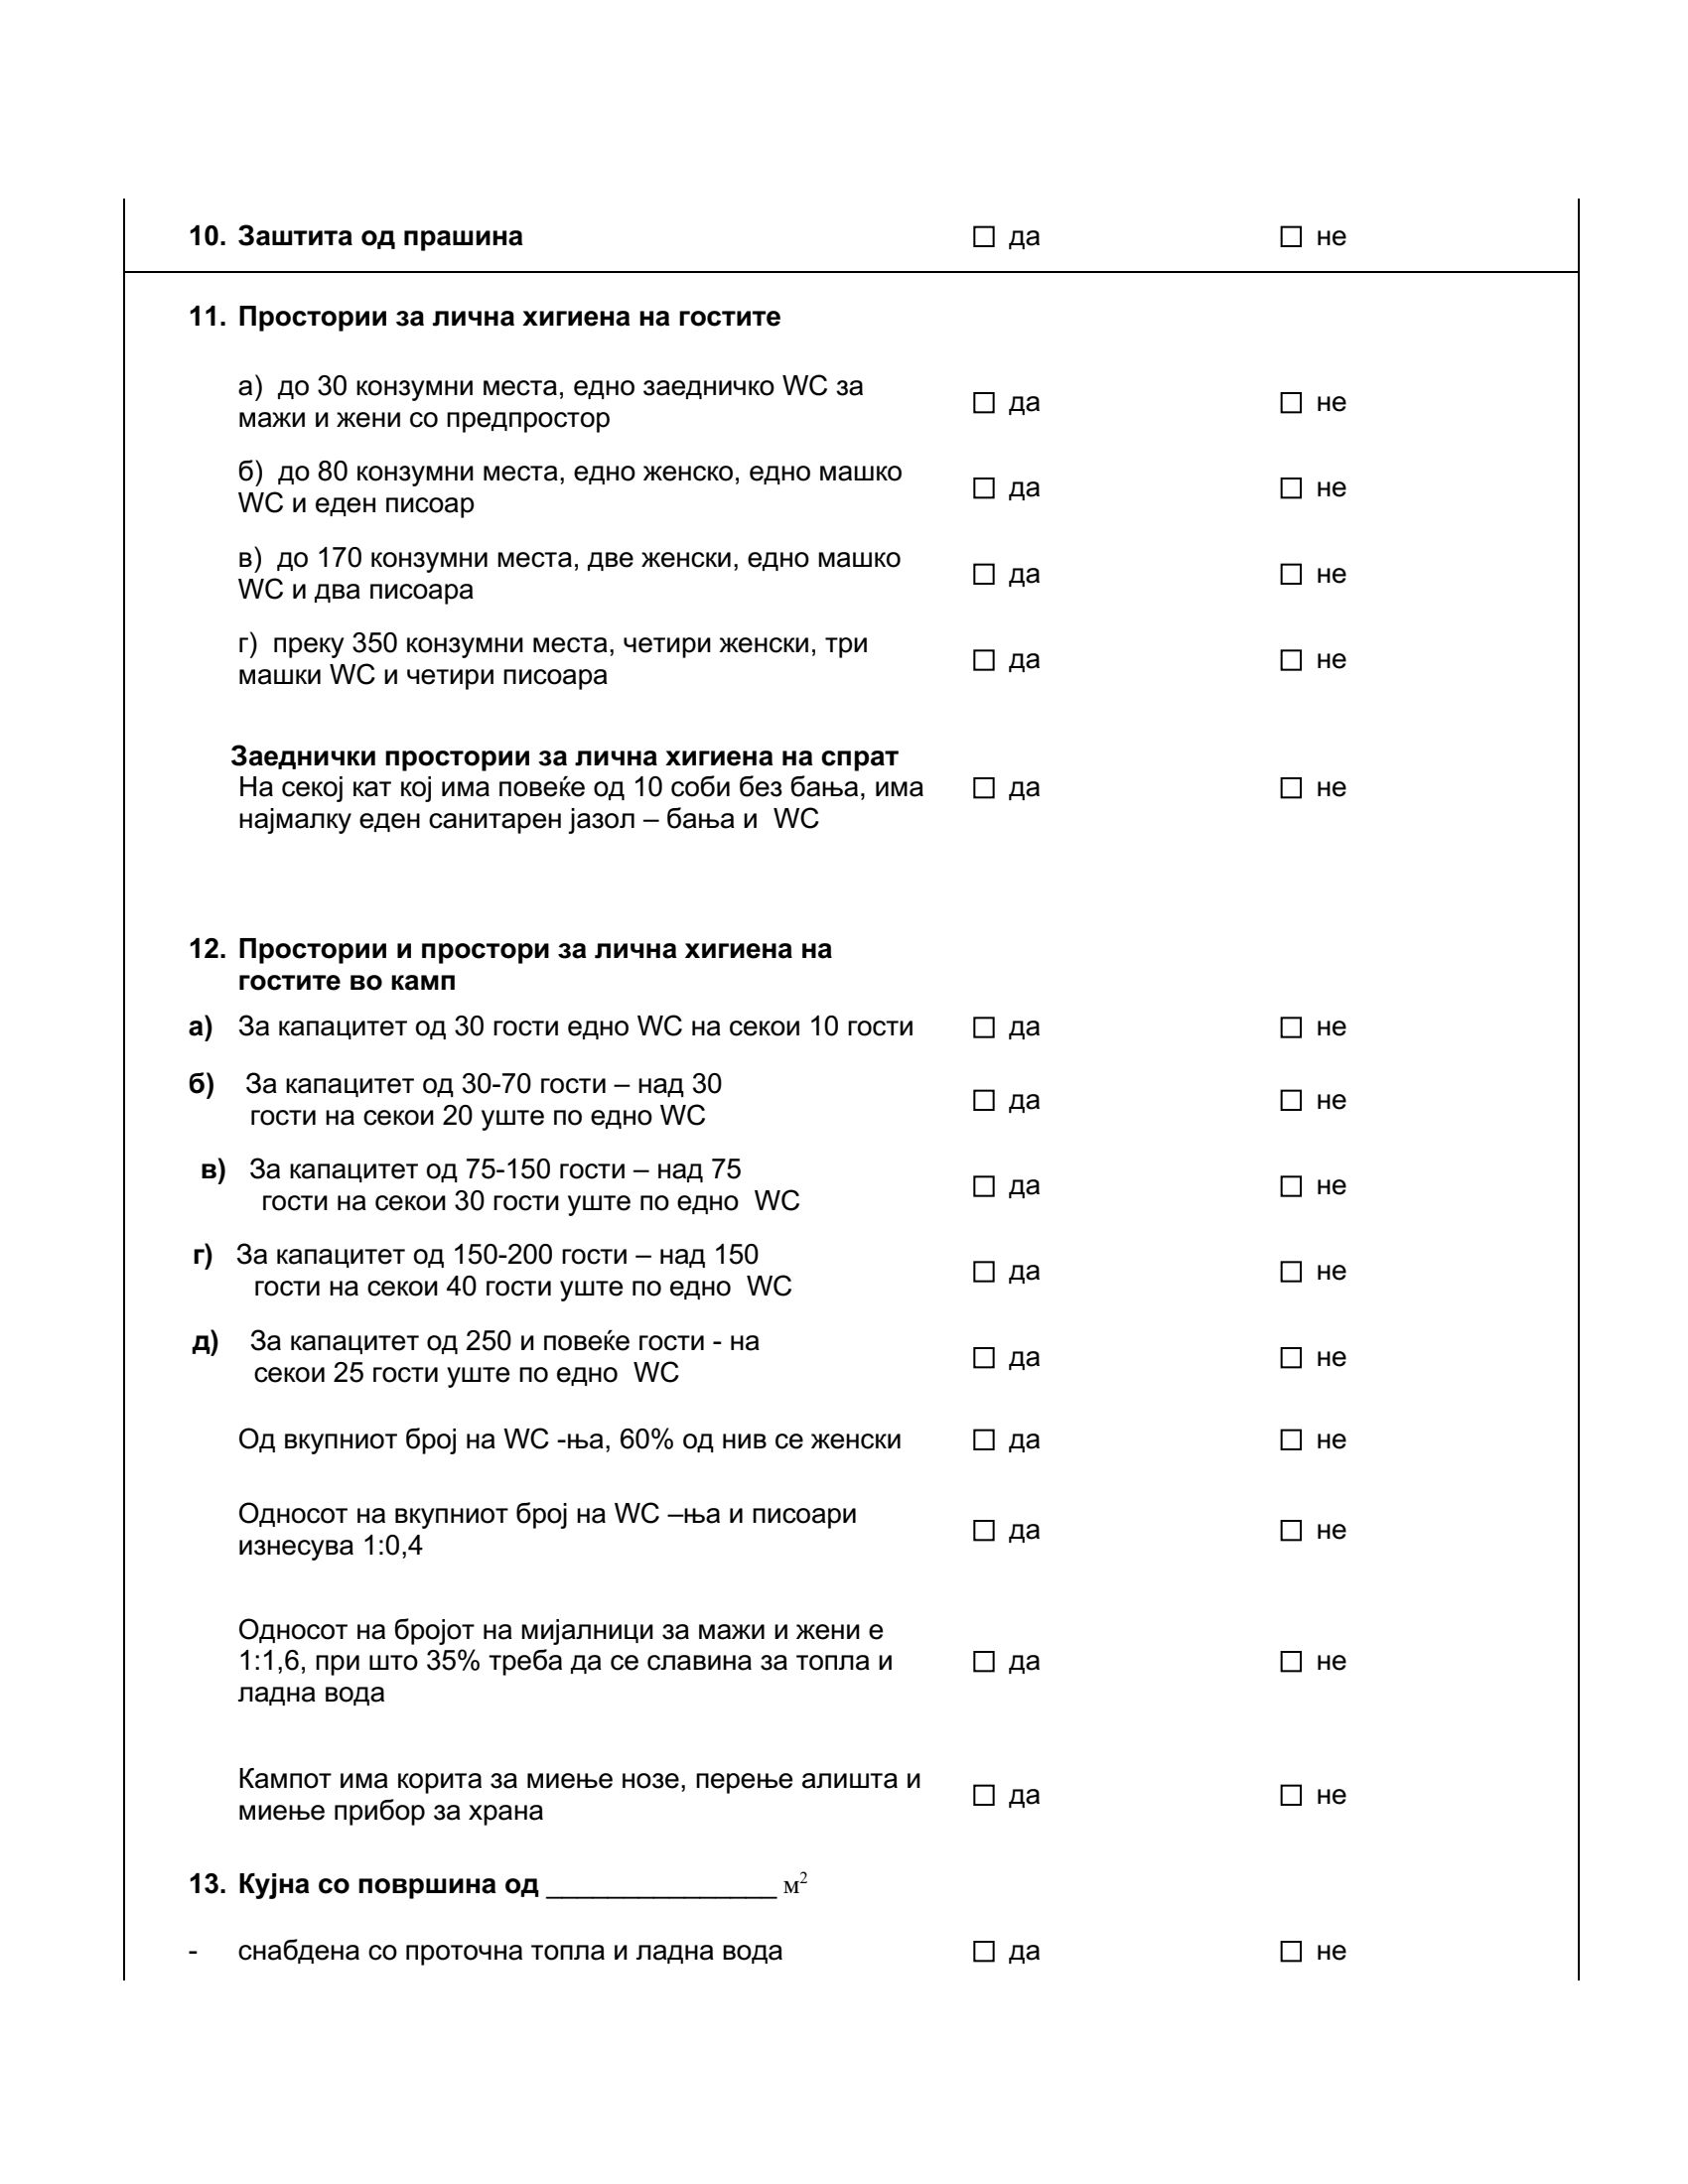 10. Заштита од прашина ☐ да ☐ не
11. Простории за лична хигиена на гостите
а) до 30 конзумни места, едно заедничко WC за
мажи и жени со предпростор ☐ да ☐ не
б) до 80 конзумни места, едно женско, едно машко
WC и еден писоар ☐ да ☐ не
в) до 170 конзумни места, две женски, едно машко
WC и два писоара ☐ да ☐ не
г) преку 350 конзумни места, четири женски, три
машки WC и четири писоара ☐ да ☐ не
Заеднички простории за лична хигиена на спрат
На секој кат кој има повеќе од 10 соби без бања, има ☐ да ☐ не
најмалку еден санитарен јазол – бања и WC
12. Простории и простори за лична хигиена на
гостите во камп
а) За капацитет од 30 гости едно WC на секои 10 гости ☐ да ☐ не
б) За капацитет од 30-70 гости – над 30
гости на секои 20 уште по едно WC ☐ да ☐ не
в) За капацитет од 75-150 гости – над 75
гости на секои 30 гости уште по едно WC ☐ да ☐ не
г) За капацитет од 150-200 гости – над 150
гости на секои 40 гости уште по едно WC ☐ да ☐ не
д) За капацитет од 250 и повеќе гости - на
секои 25 гости уште по едно WC ☐ да ☐ не
Од вкупниот број на WC -ња, 60% од нив се женски ☐ да ☐ не
Односот на вкупниот број на WC –ња и писоари
изнесува 1:0,4 ☐ да ☐ не
Односот на бројот на мијалници за мажи и жени е
1:1,6, при што 35% треба да се славина за топла и ☐ да ☐ не
ладна вода
Кампот има корита за миење нозе, перење алишта и
миење прибор за храна ☐ да ☐ не
13. Кујна со површина од _______________ м²
- снабдена со проточна топла и ладна вода ☐ да ☐ не